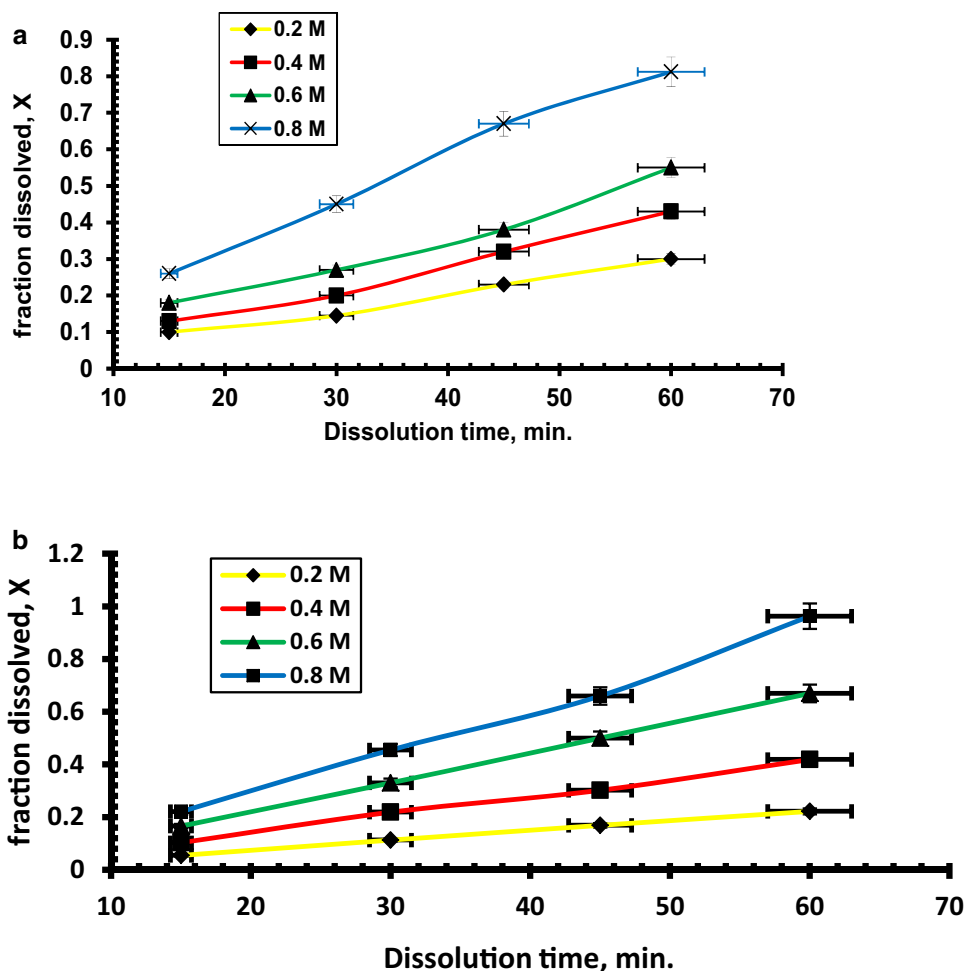 a
0.2 M
0.4 M
0.6 M
0.8 M
fraction dissolved, X
0.9
0.8
0.7
0.6
0.5
0.4
0.3
0.2
0.1
0
10 20 30 40 50 60 70
Dissolution time, min.
b
0.2 M
0.4 M
0.6 M
0.8 M
fraction dissolved, X
1.2
1
0.8
0.6
0.4
0.2
0
10 20 30 40 50 60 70
Dissolution time, min.